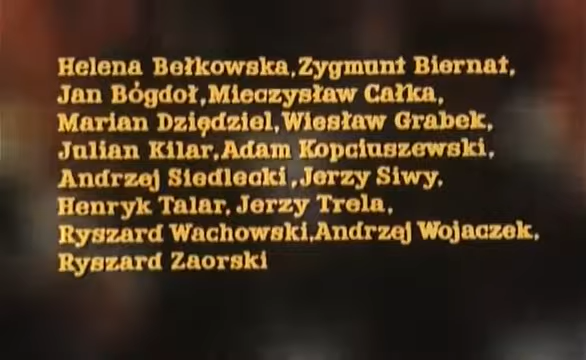 Helena Bełkowska, Zygmunt Biernat,
Jan Bógdoł, Mieczysław Całka,
Marian Dziędziel, Wiesław Grabek,
Julian Kilar, Adam Kopciuszewski,
Andrzej Siedlecki, Jerzy Siwy,
Henryk Talar, Jerzy Trela,
Ryszard Wachowski, Andrzej Wojaczek,
Ryszard Zaorski